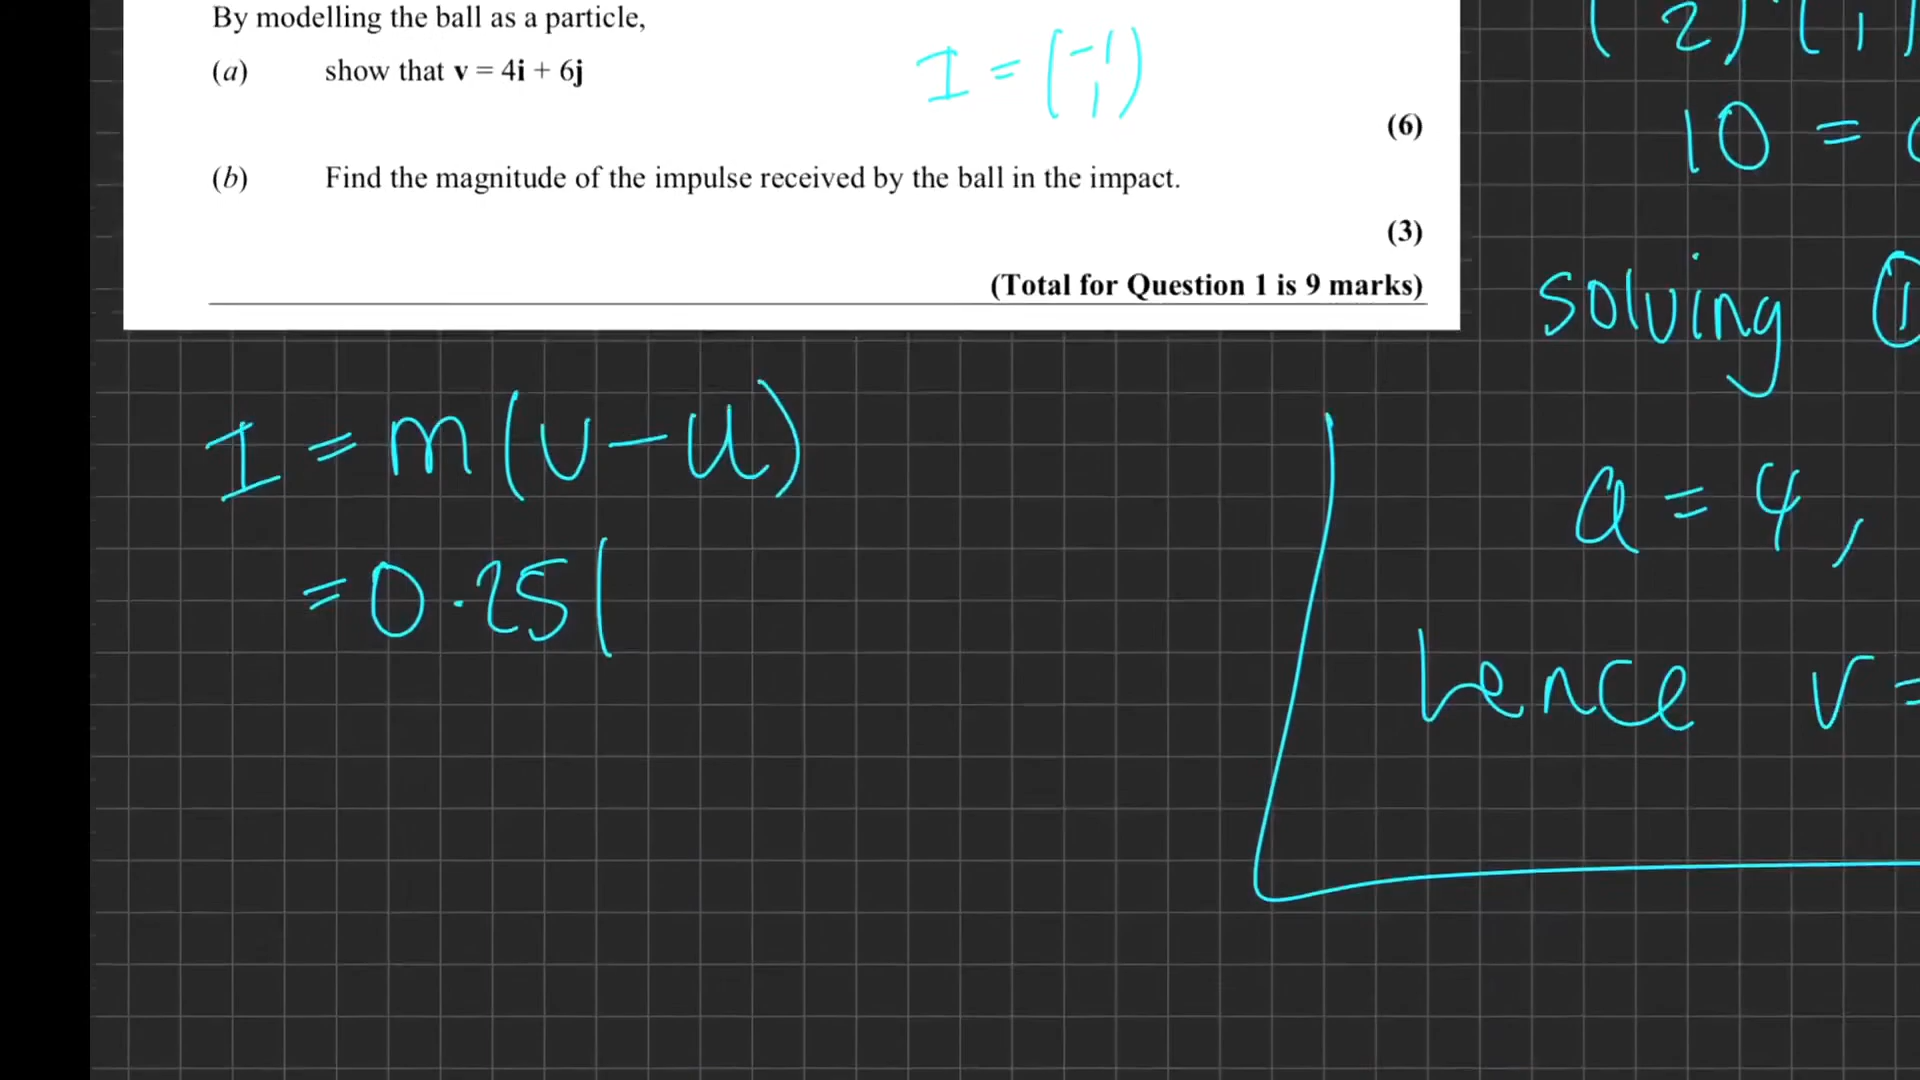 By modelling the ball as a particle,
(a) show that v = 4i + 6j
I = (-1 1)
(6)
(b) Find the magnitude of the impulse received by the ball in the impact.
(3)
(Total for Question 1 is 9 marks)
I = m(v-u)
= 0.25(
10 =
solving ①
a = 4,
hence v =